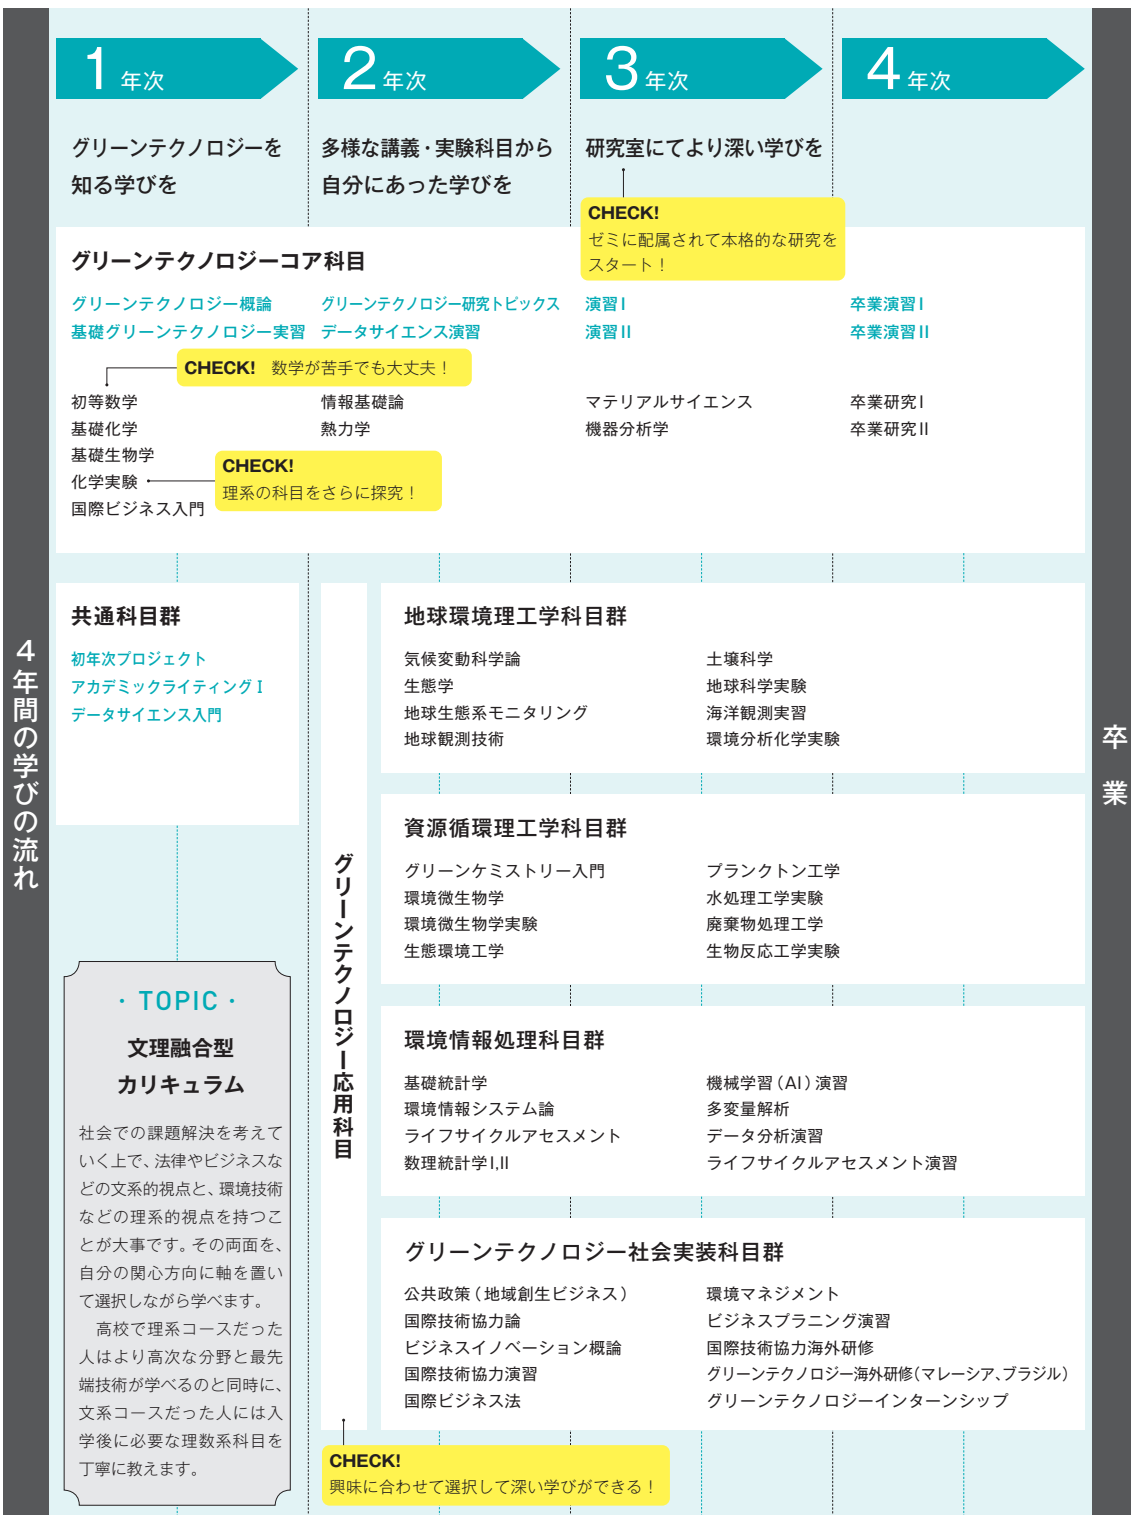 4年間の学びの流れ
1年次
2年次
3年次
4年次
グリーンテクノロジーを
知る学びを
多様な講義・実験科目から
自分にあった学びを
研究室にてより深い学びを
CHECK!
ゼミに配属されて本格的な研究を
スタート！
グリーンテクノロジーコア科目
グリーンテクノロジー概論
基礎グリーンテクノロジー実習
グリーンテクノロジー研究トピックス
データサイエンス演習
演習Ⅰ
演習Ⅱ
卒業演習Ⅰ
卒業演習Ⅱ
CHECK! 数学が苦手でも大丈夫！
初等数学
基礎化学
基礎生物学
化学実験
国際ビジネス入門
CHECK!
理系の科目をさらに探究！
情報基礎論
熱力学
マテリアルサイエンス
機器分析学
卒業研究Ⅰ
卒業研究Ⅱ
共通科目群
初年次プロジェクト
アカデミックライティングⅠ
データサイエンス入門
グリーンテクノロジー応用科目
地球環境理工学科目群
気候変動科学論
生態学
地球生態系モニタリング
地球観測技術
土壌科学
地球科学実験
海洋観測実習
環境分析化学実験
資源循環理工学科目群
グリーンケミストリー入門
環境微生物学
環境微生物学実験
生態環境工学
プランクトン工学
水処理工学実験
廃棄物処理工学
生物反応工学実験
環境情報処理科目群
基礎統計学
環境情報システム論
ライフサイクルアセスメント
数理統計学Ⅰ,Ⅱ
機械学習（AI）演習
多変量解析
データ分析演習
ライフサイクルアセスメント演習
グリーンテクノロジー社会実装科目群
公共政策（地域創生ビジネス）
国際技術協力論
ビジネスイノベーション概論
国際技術協力演習
国際ビジネス法
環境マネジメント
ビジネスプラニング演習
国際技術協力海外研修
グリーンテクノロジー海外研修（マレーシア、ブラジル）
グリーンテクノロジーインターンシップ
CHECK!
興味に合わせて選択して深い学びができる！
・TOPIC・
文理融合型
カリキュラム
社会での課題解決を考えて
いく上で、法律やビジネスな
どの文系的視点と、環境技術
などの理系的視点を持つこ
とが大事です。その両面を、
自分の関心方向に軸を置い
て選択しながら学べます。
　高校で理系コースだった
人はより高次な分野と最先
端技術が学べるのと同時に、
文系コースだった人には入
学後に必要な理数系科目を
丁寧に教えます。
卒業